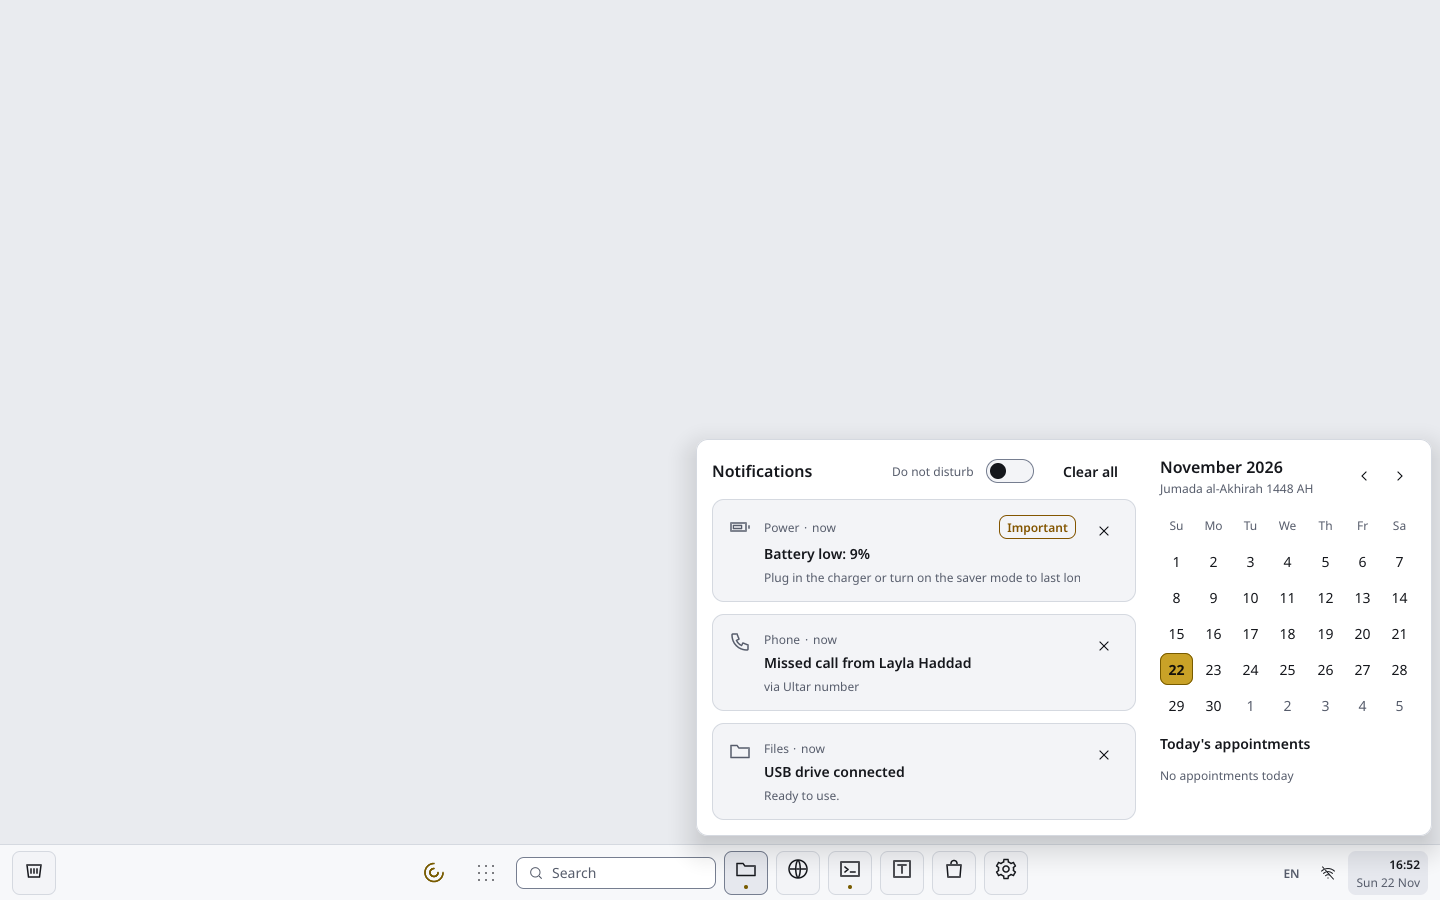 Notifications
Do not disturb
Clear all
Power · now
Important
Battery low: 9%
Plug in the charger or turn on the saver mode to last lon
Phone · now
Missed call from Layla Haddad
via Ultar number
Files · now
USB drive connected
Ready to use.
November 2026
Jumada al-Akhirah 1448 AH
Su Mo Tu We Th Fr Sa
1 2 3 4 5 6 7
8 9 10 11 12 13 14
15 16 17 18 19 20 21
22 23 24 25 26 27 28
29 30 1 2 3 4 5
Today's appointments
No appointments today
Search
EN
16:52
Sun 22 Nov